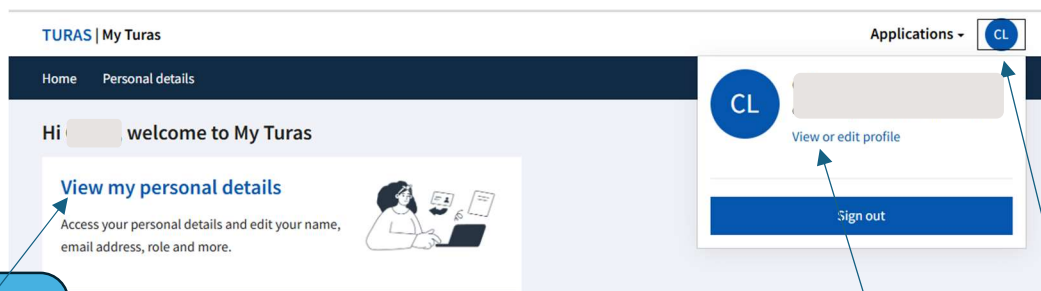 TURAS | My Turas
Applications
CL
Home Personal details
CL
View or edit profile
Sign out
Hi welcome to My Turas
View my personal details
Access your personal details and edit your name,
email address, role and more.